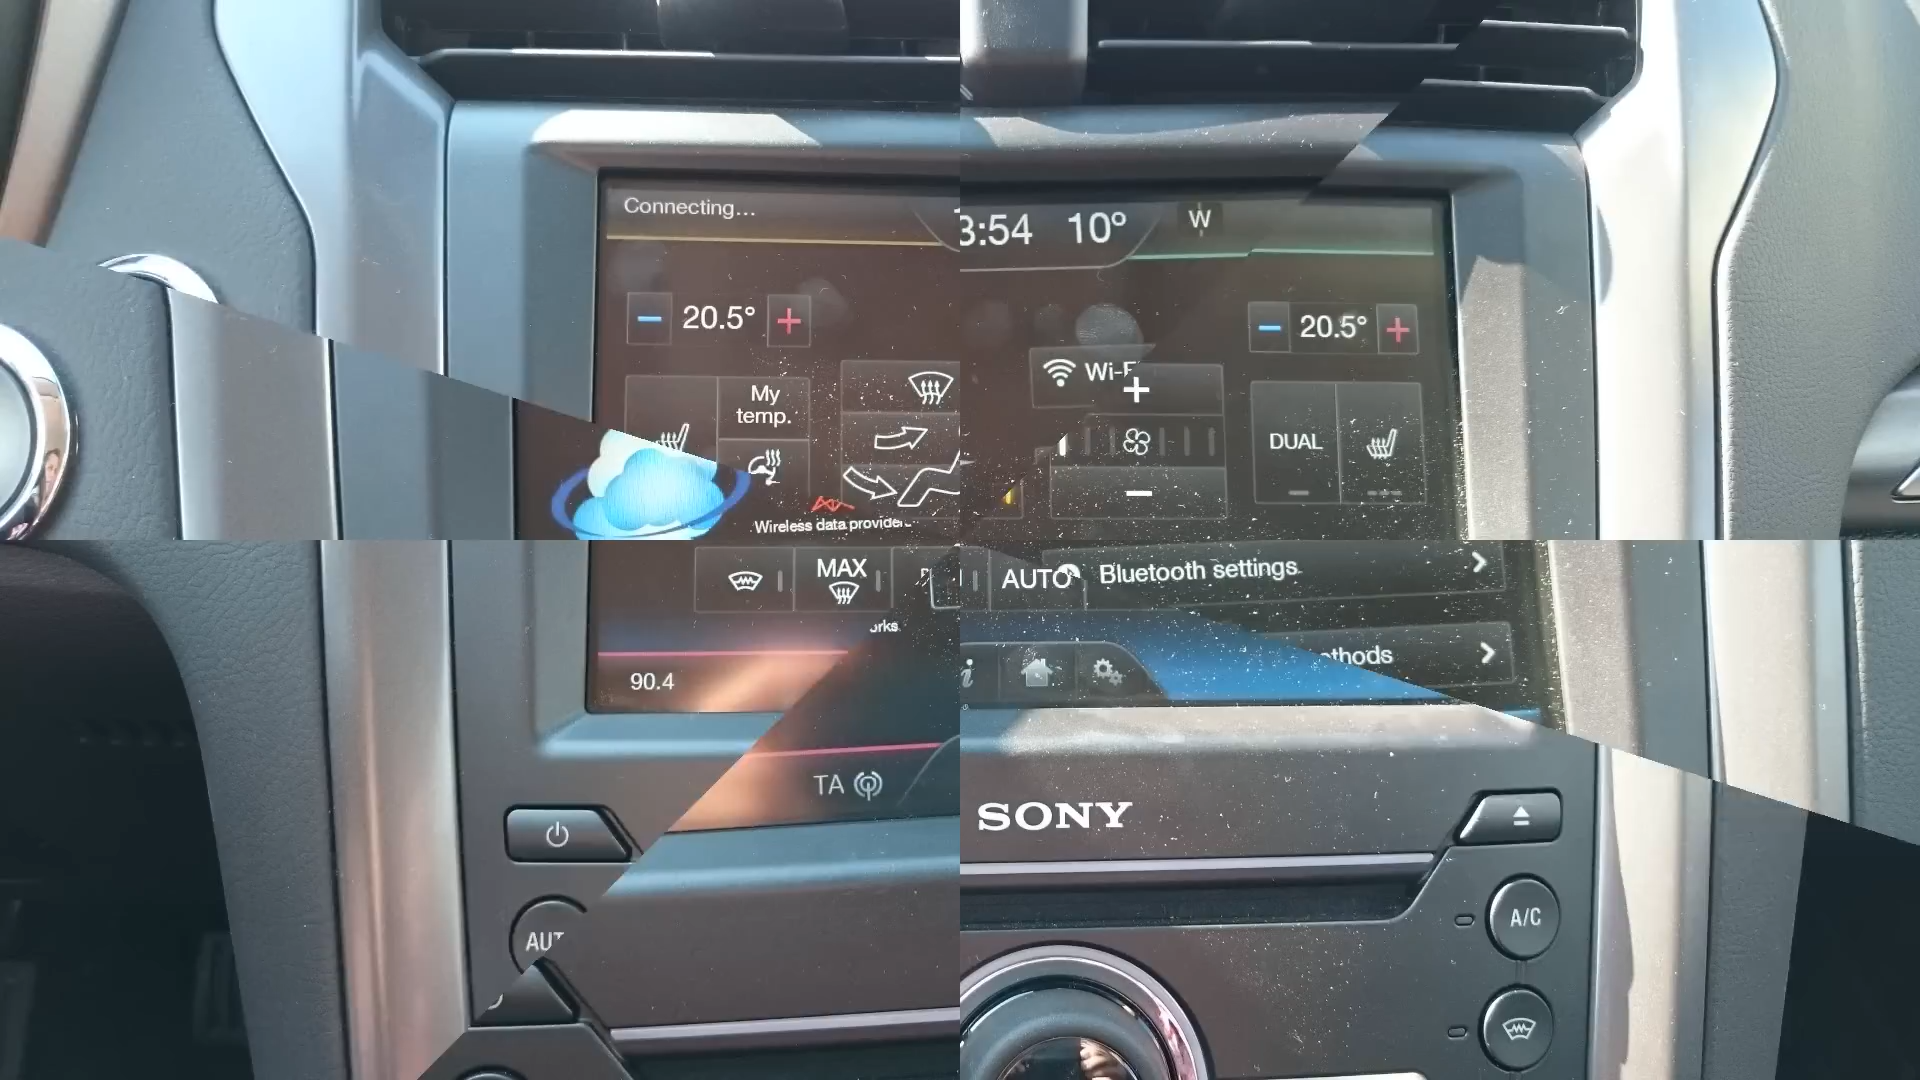 Connecting...
3:54 10° W
20.5°
20.5°
My
temp.
Wi-F
DUAL
Wireless data
MAX
AUTO
Bluetooth settings
90.4
TA
SONY
A/C